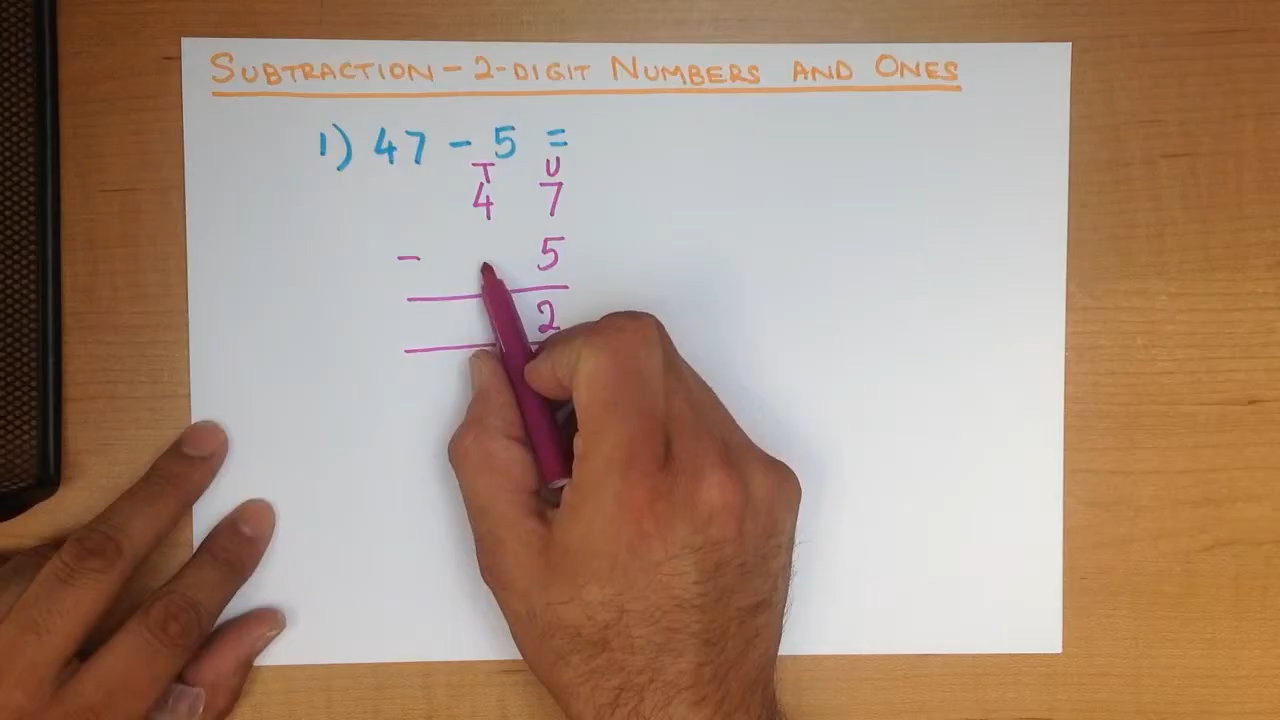 SUBTRACTION - 2-DIGIT NUMBERS AND ONES
1) 47 - 5 =
T U
4 7
- 5
2